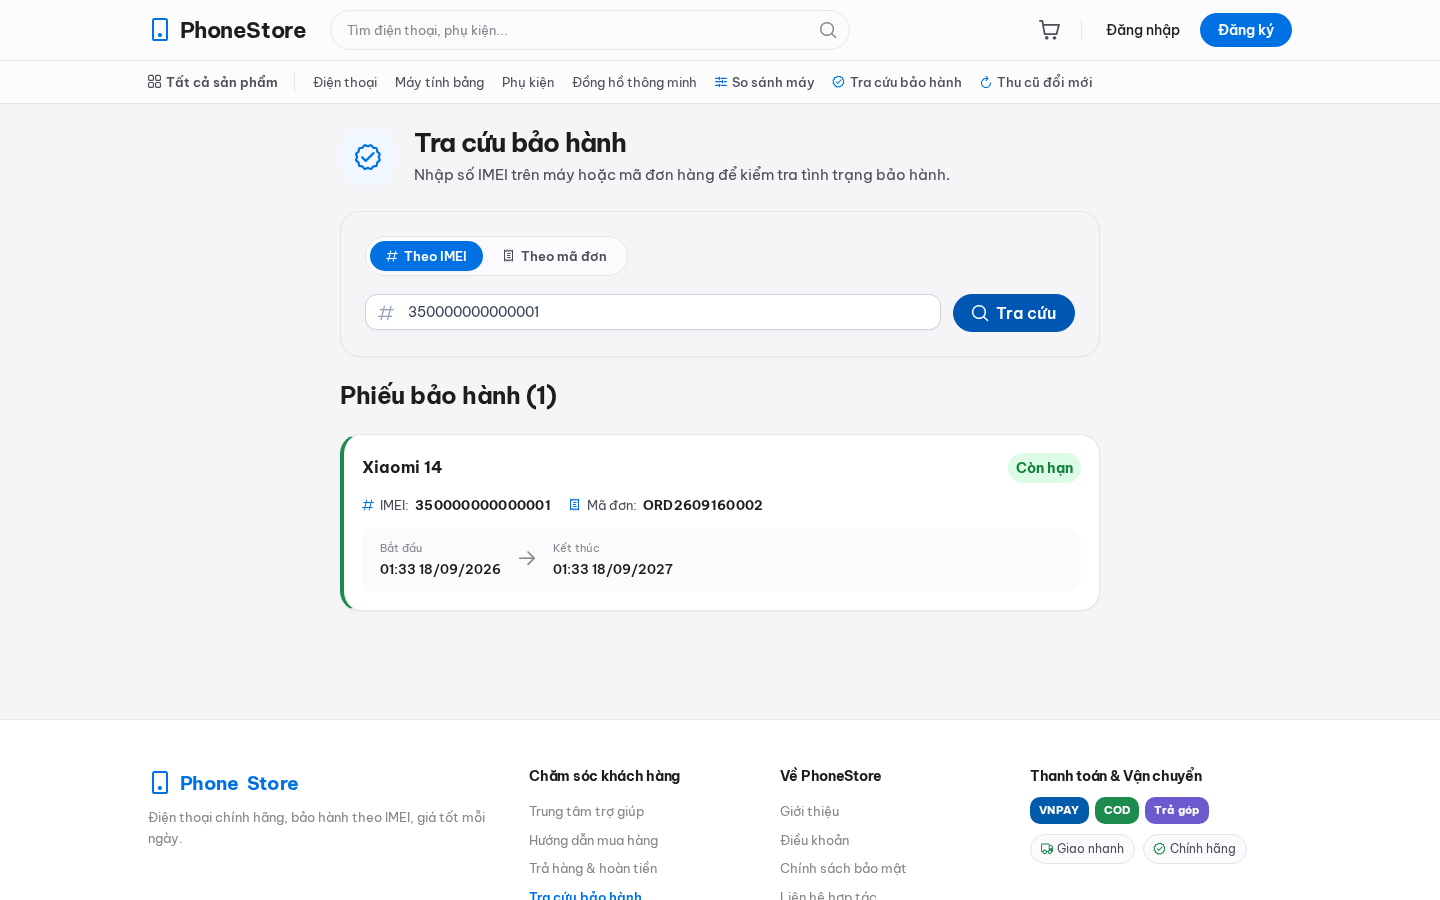 PhoneStore
Tìm điện thoại, phụ kiện...
Đăng nhập
Đăng ký
Tất cả sản phẩm
Điện thoại
Máy tính bảng
Phụ kiện
Đồng hồ thông minh
So sánh máy
Tra cứu bảo hành
Thu cũ đổi mới
Tra cứu bảo hành
Nhập số IMEI trên máy hoặc mã đơn hàng để kiểm tra tình trạng bảo hành.
Theo IMEI
Theo mã đơn
350000000000001
Tra cứu
Phiếu bảo hành (1)
Xiaomi 14
Còn hạn
IMEI: 350000000000001
Mã đơn: ORD2609160002
Bắt đầu
01:33 18/09/2026
Kết thúc
01:33 18/09/2027
Phone Store
Điện thoại chính hãng, bảo hành theo IMEI, giá tốt mỗi
ngày.
Chăm sóc khách hàng
Trung tâm trợ giúp
Hướng dẫn mua hàng
Trả hàng & hoàn tiền
Tra cứu bảo hành
Về PhoneStore
Giới thiệu
Điều khoản
Chính sách bảo mật
Liên hệ hợp tác
Thanh toán & Vận chuyển
VNPAY
COD
Trả góp
Giao nhanh
Chính hãng